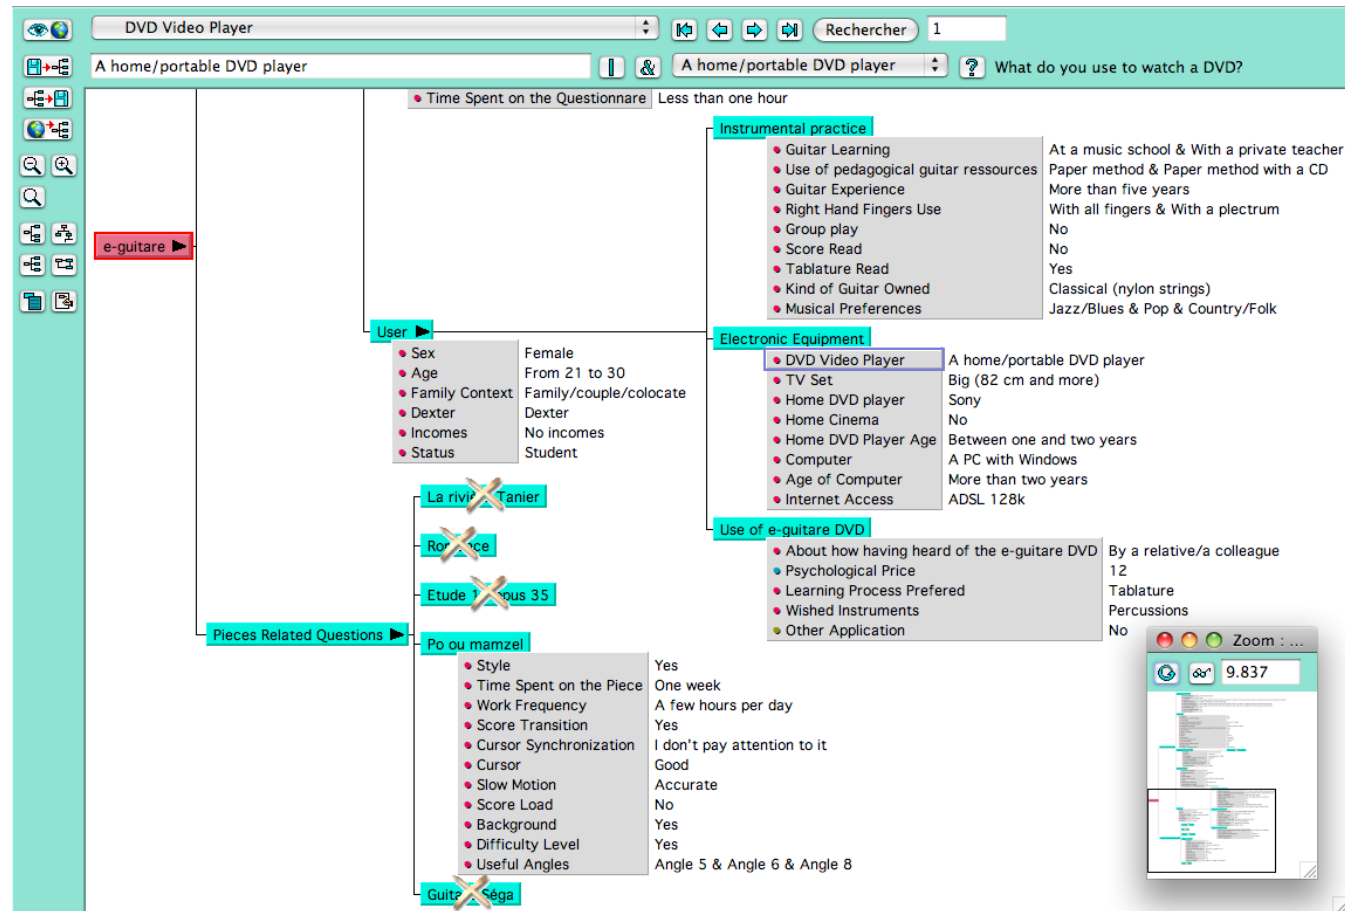 DVD Video Player
Rechercher
1
A home/portable DVD player
&
A home/portable DVD player
?
What do you use to watch a DVD?
Time Spent on the Questionnare Less than one hour
Instrumental practice
Guitar Learning At a music school & With a private teacher
Use of pedagogical guitar ressources Paper method & Paper method with a CD
Guitar Experience More than five years
Right Hand Fingers Use With all fingers & With a plectrum
Group play No
Score Read No
Tablature Read Yes
Kind of Guitar Owned Classical (nylon strings)
Musical Preferences Jazz/Blues & Pop & Country/Folk
e-guitare
User
Sex Female
Age From 21 to 30
Family Context Family/couple/colocate
Dexter Dexter
Incomes No incomes
Status Student
Electronic Equipment
DVD Video Player A home/portable DVD player
TV Set Big (82 cm and more)
Home DVD player Sony
Home Cinema No
Home DVD Player Age Between one and two years
Computer A PC with Windows
Age of Computer More than two years
Internet Access ADSL 128k
Use of e-guitare DVD
About how having heard of the e-guitare DVD By a relative/a colleague
Psychological Price 12
Learning Process Prefered Tablature
Wished Instruments Percussions
Other Application No
Pieces Related Questions
La Tanier
Etude 35
Po ou mamzel
Style Yes
Time Spent on the Piece One week
Work Frequency A few hours per day
Score Transition Yes
Cursor Synchronization I don't pay attention to it
Cursor Good
Slow Motion Accurate
Score Load No
Background Yes
Difficulty Level Yes
Useful Angles Angle 5 & Angle 6 & Angle 8
Séga
Zoom : ...
9.837